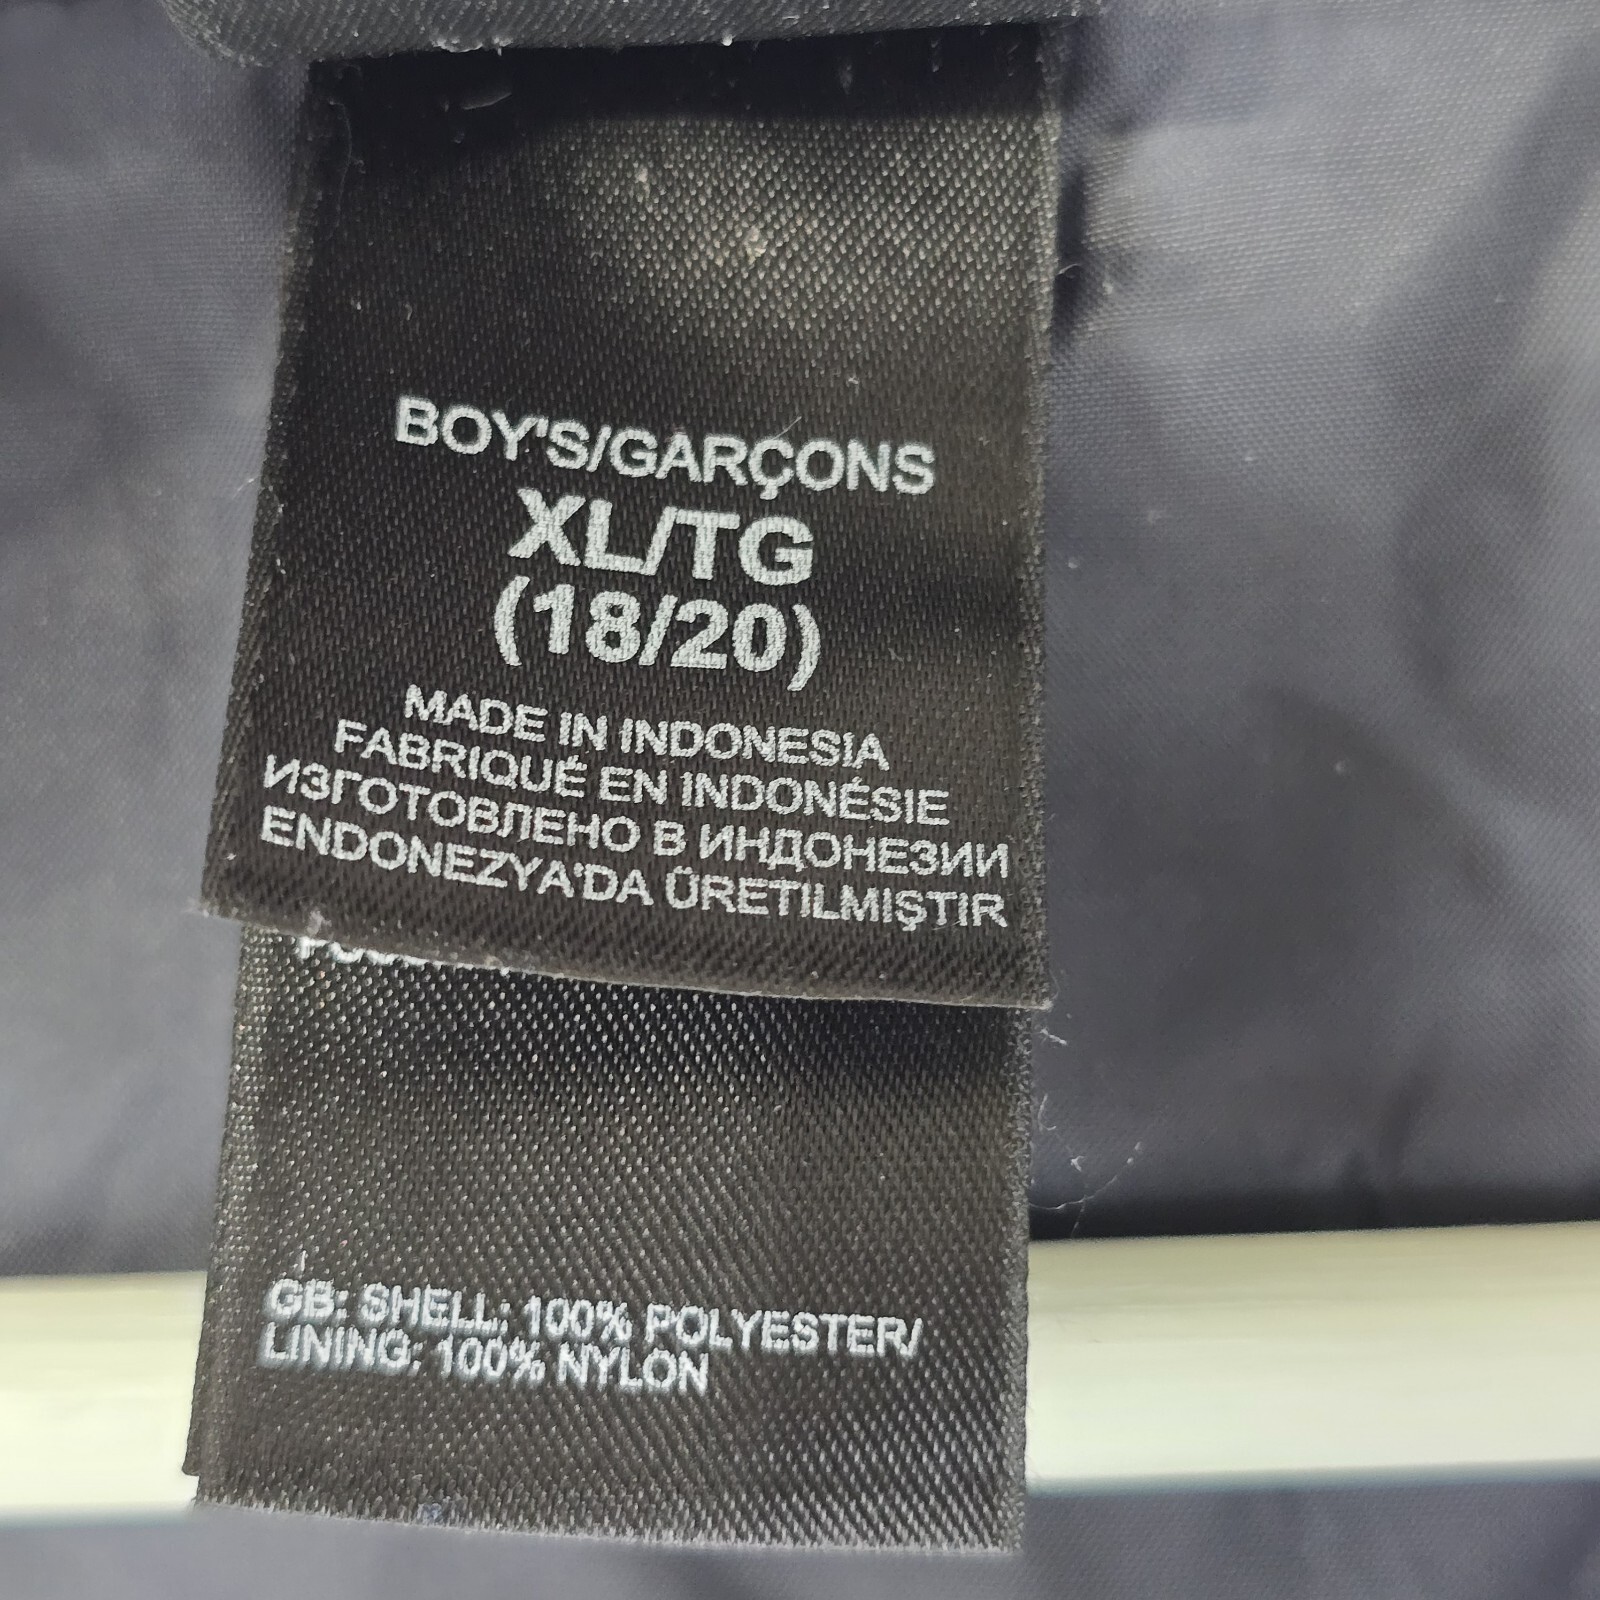 BOY'S/GARÇONS
XL/TG
(18/20)
MADE IN INDONESIA
FABRIQUÉ EN INDONÉSIE
ИЗГОТОВЛЕНО В ИНДОНЕЗИИ
ENDONEZYA'DA ÜRETILMIŞTIR
GB: SHELL: 100% POLYESTER/
LINING: 100% NYLON